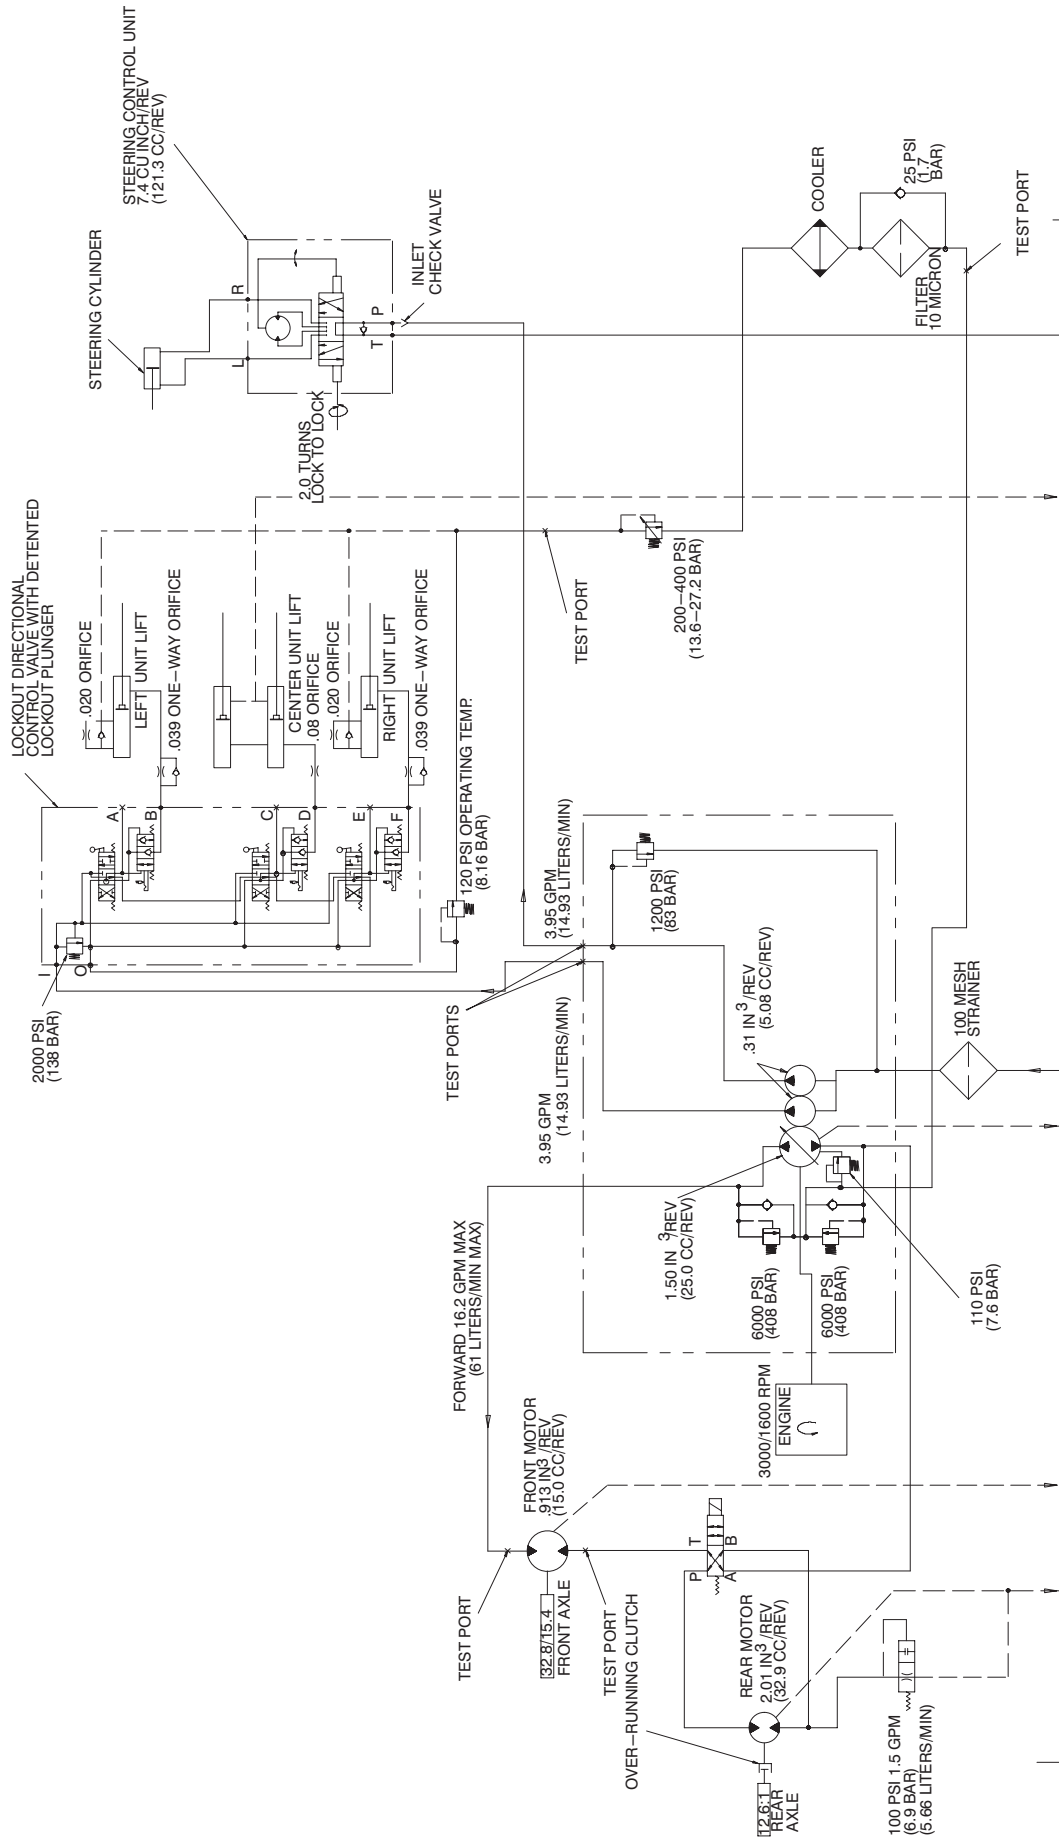 LOCKOUT DIRECTIONAL
CONTROL VALVE WITH DETENTED
LOCKOUT PLUNGER
2000 PSI
(138 BAR)
I
O
A
B
C
D
E
F
.020 ORIFICE
LEFT UNIT LIFT
.039 ONE–WAY ORIFICE
CENTER UNIT LIFT
.08 ORIFICE
.020 ORIFICE
RIGHT UNIT LIFT
.039 ONE–WAY ORIFICE
120 PSI OPERATING TEMP.
(8.16 BAR)
STEERING CYLINDER
STEERING CONTROL UNIT
7.4 CU INCH/REV
(121.3 CC/REV)
L
R
T
P
2.0 TURNS
LOCK TO LOCK
INLET
CHECK VALVE
TEST PORT
200–400 PSI
(13.6–27.2 BAR)
COOLER
25 PSI
(1.7
BAR)
FILTER
10 MICRON
TEST PORT
TEST PORTS
3.95 GPM
(14.93 LITERS/MIN)
3.95 GPM
(14.93 LITERS/MIN)
1200 PSI
(83 BAR)
.31 IN 3 /REV
(5.08 CC/REV)
100 MESH
STRAINER
FORWARD 16.2 GPM MAX
(61 LITERS/MIN MAX)
1.50 IN 3/REV
(25.0 CC/REV)
6000 PSI
(408 BAR)
6000 PSI
(408 BAR)
110 PSI
(7.6 BAR)
3000/1600 RPM
ENGINE
TEST PORT
FRONT MOTOR
.913 IN3 /REV
(15.0 CC/REV)
32.8/15.4
FRONT AXLE
TEST PORT
OVER–RUNNING CLUTCH
P
T
A
B
REAR MOTOR
2.01 IN3 /REV
(32.9 CC/REV)
12.6:1
REAR
AXLE
100 PSI 1.5 GPM
(6.9 BAR)
(5.66 LITERS/MIN)